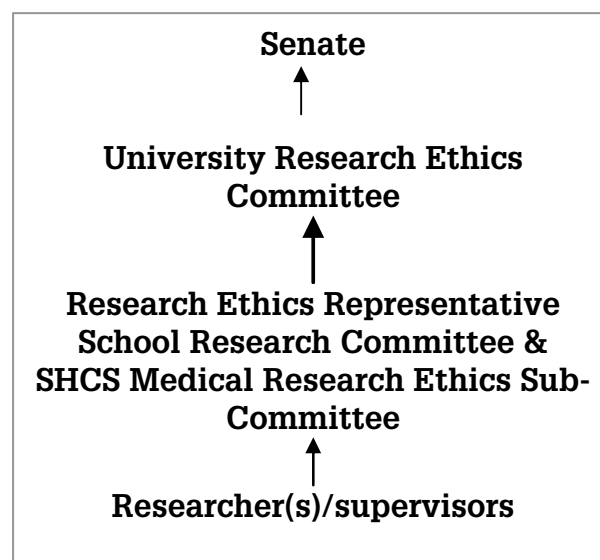 Senate
University Research Ethics
Committee
Research Ethics Representative
School Research Committee &
SHCS Medical Research Ethics Sub-
Committee
Researcher(s)/supervisors